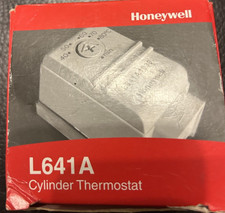 Honeywell
L641A
Cylinder Thermostat